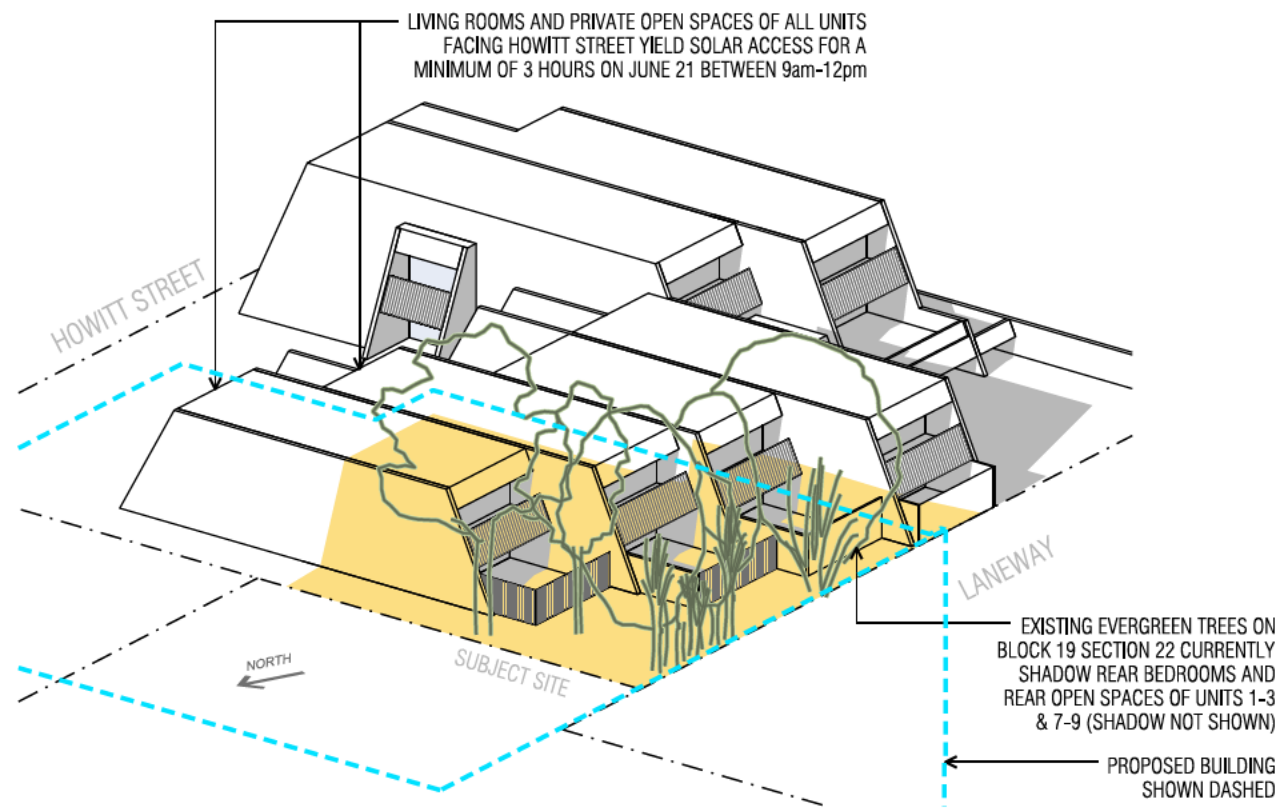 LIVING ROOMS AND PRIVATE OPEN SPACES OF ALL UNITS
FACING HOWITT STREET YIELD SOLAR ACCESS FOR A
MINIMUM OF 3 HOURS ON JUNE 21 BETWEEN 9am-12pm
HOWITT STREET
LANEWAY
NORTH
SUBJECT SITE
EXISTING EVERGREEN TREES ON
BLOCK 19 SECTION 22 CURRENTLY
SHADOW REAR BEDROOMS AND
REAR OPEN SPACES OF UNITS 1-3
& 7-9 (SHADOW NOT SHOWN)
PROPOSED BUILDING
SHOWN DASHED